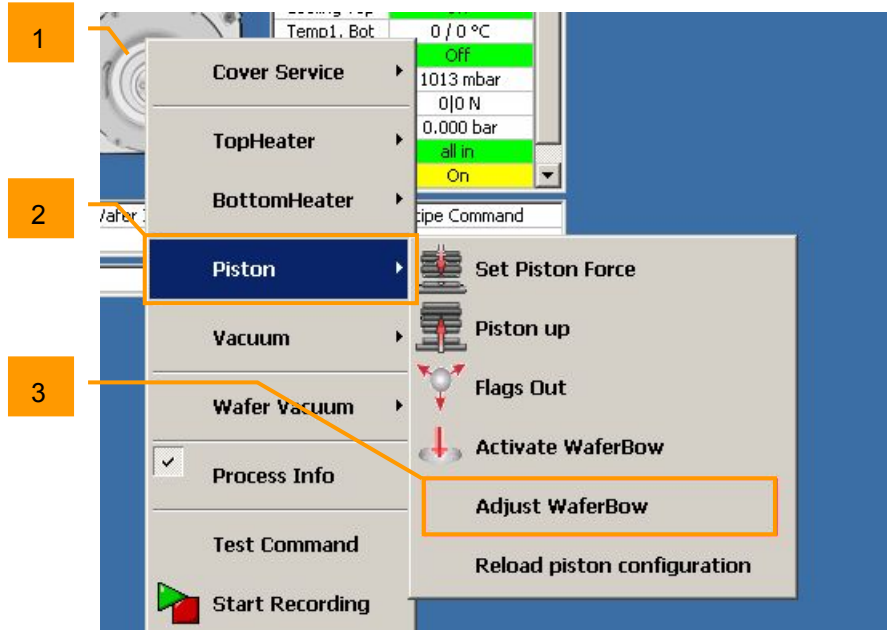 1
Temp1. Bot 0 / 0 °C
Off
1013 mbar
0|0 N
0.000 bar
all in
On
Cover Service
TopHeater
BottomHeater
2
Command
Piston
Set Piston Force
Piston up
Vacuum
Flags Out
3
Wafer Vacuum
Activate WaferBow
Process Info
Adjust WaferBow
Test Command
Reload piston configuration
Start Recording